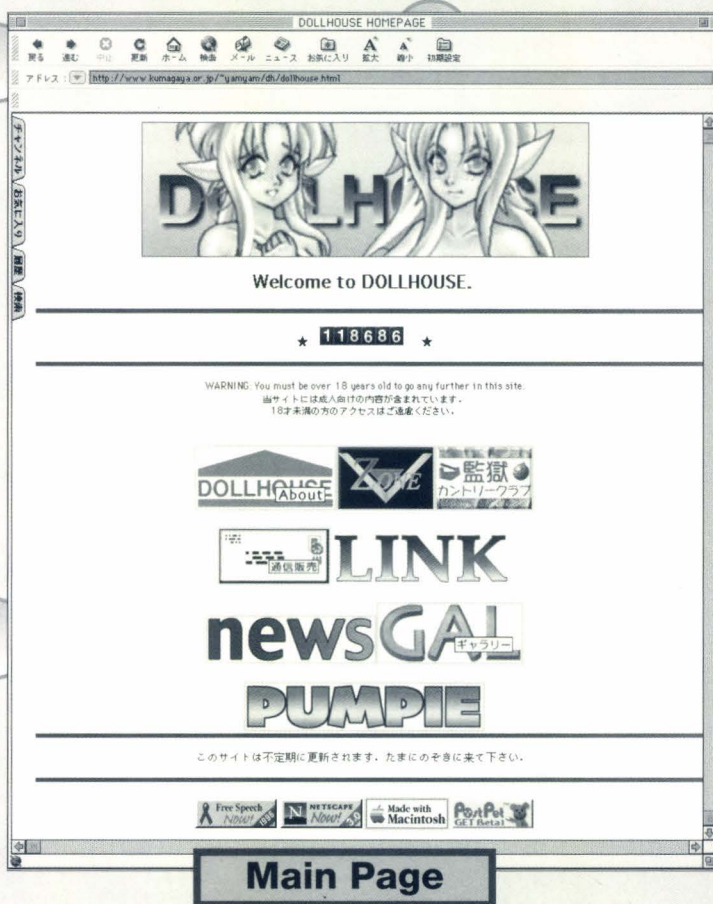 DOLLHOUSE HOMEPAGE
戻る 進む 中止 更新 ホーム 検索 メール ニュース お気に入り 拡大 縮小 初期設定
アドレス : http://www.kumagaya.or.jp/~yamyam/dh/dollhouse.html
チャンネル
お気に入り
履歴
検索
DOLLHOUSE
Welcome to DOLLHOUSE.
★ 118686 ★
WARNING: You must be over 18 years old to go any further in this site.
当サイトには成人向けの内容が含まれています。
18才未満の方のアクセスはご遠慮ください。
DOLLHOUSE About
V ZONE
監獄
カントリークラブ
通信販売
LINK
news
GAL
ギャラリー
PUMPIE
このサイトは不定期に更新されます。たまにのぞきに来て下さい。
Free Speech Now! 1996
N NETSCAPE NOW! 3.0
Made with Macintosh
PostPet GET Beta1
Main Page